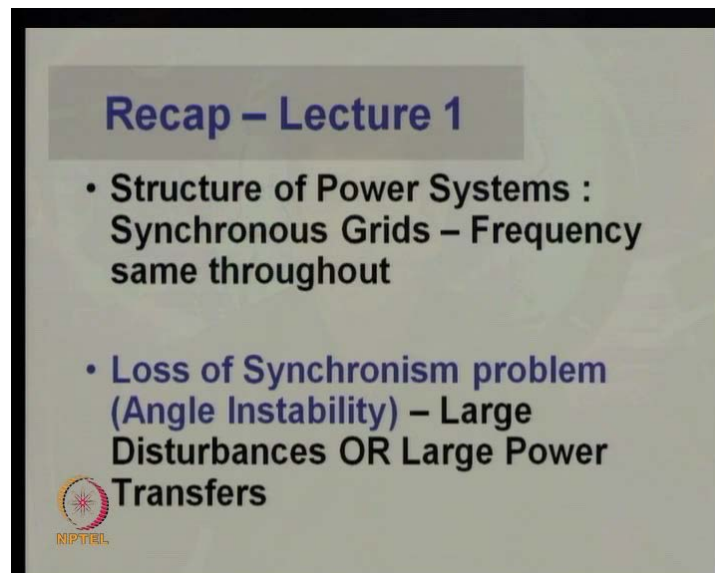 Recap – Lecture 1
• Structure of Power Systems :
Synchronous Grids – Frequency
same throughout
• Loss of Synchronism problem
(Angle Instability) – Large
Disturbances OR Large Power
Transfers
NPTEL